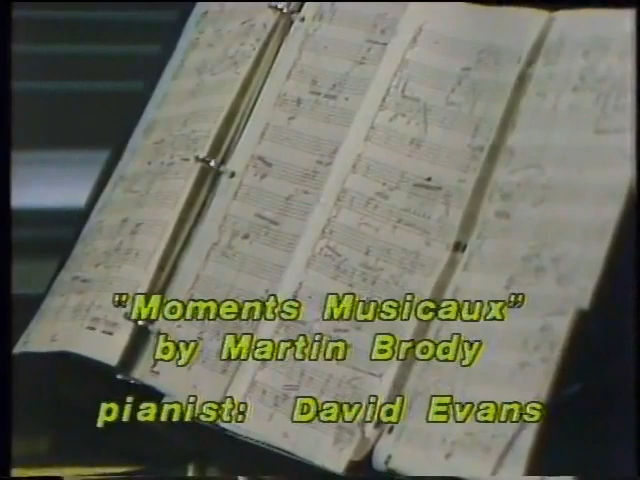 "Moments Musicaux"
by Martin Brody
pianist: David Evans